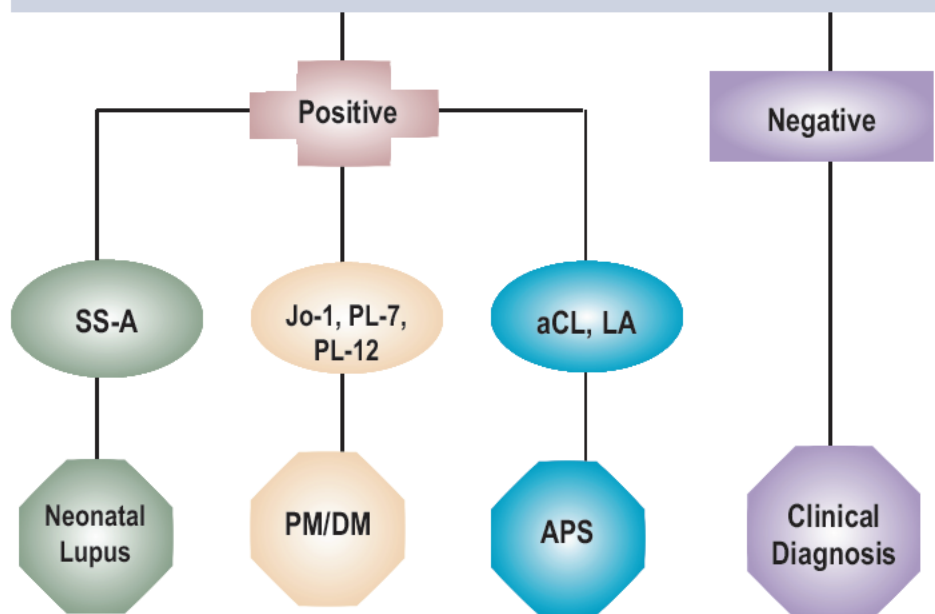 Positive
Negative
SS-A
Jo-1, PL-7,
PL-12
aCL, LA
Neonatal
Lupus
PM/DM
APS
Clinical
Diagnosis